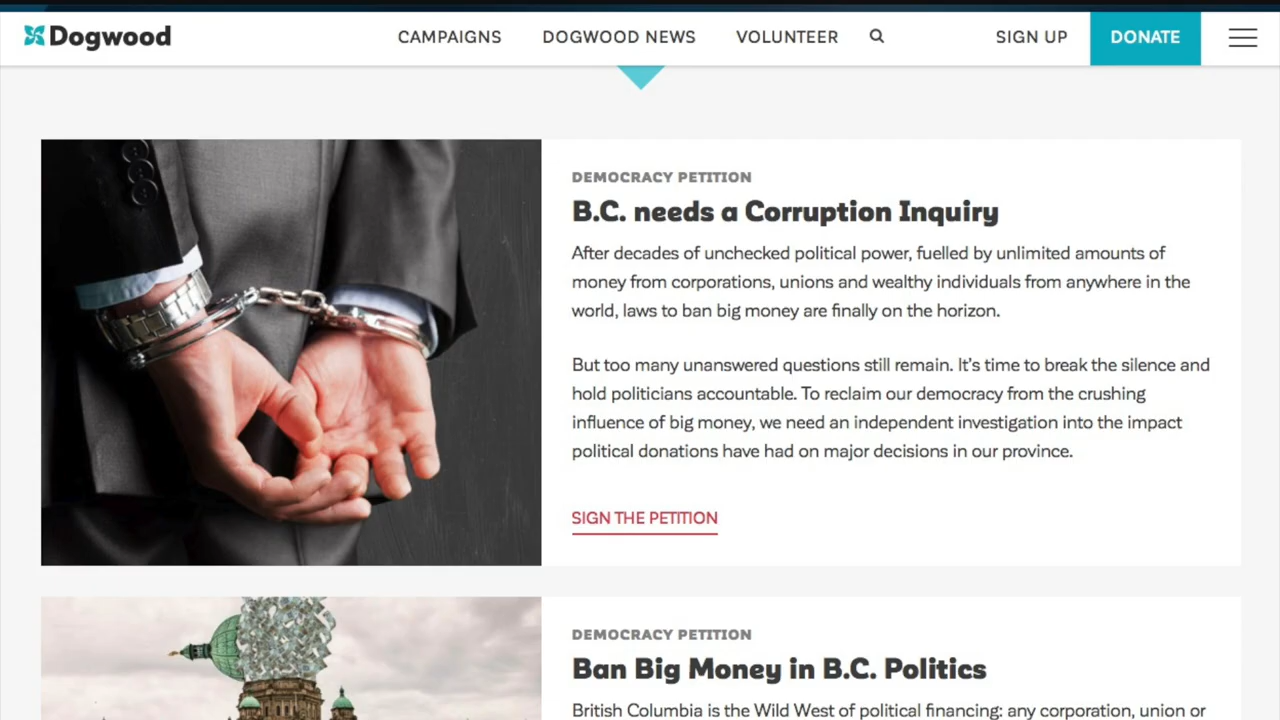 Dogwood
CAMPAIGNS
DOGWOOD NEWS
VOLUNTEER
SIGN UP
DONATE
DEMOCRACY PETITION
B.C. needs a Corruption Inquiry
After decades of unchecked political power, fuelled by unlimited amounts of
money from corporations, unions and wealthy individuals from anywhere in the
world, laws to ban big money are finally on the horizon.
But too many unanswered questions still remain. It's time to break the silence and
hold politicians accountable. To reclaim our democracy from the crushing
influence of big money, we need an independent investigation into the impact
political donations have had on major decisions in our province.
SIGN THE PETITION
DEMOCRACY PETITION
Ban Big Money in B.C. Politics
British Columbia is the Wild West of political financing: any corporation, union or